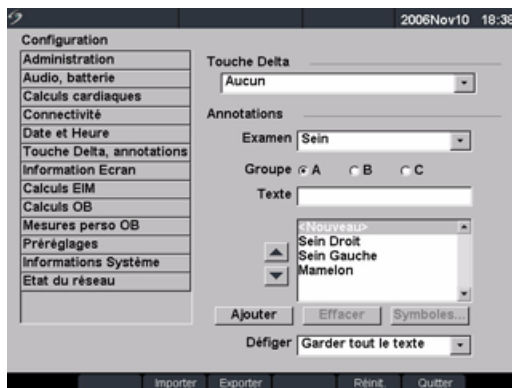 2006Nov10 18:38
Configuration
Administration
Audio, batterie
Calculs cardiaques
Connectivité
Date et Heure
Touche Delta, annotations
Information Ecran
Calculs EIM
Calculs OB
Mesures perso OB
Préréglages
Informations Système
Etat du réseau
Touche Delta
Aucun
Annotations
Examen Sein
Groupe A B C
Texte
<Nouveau>
Sein Droit
Sein Gauche
Mamelon
Ajouter Effacer Symboles...
Défiger Garder tout le texte
Importer Exporter Réinit. Quitter